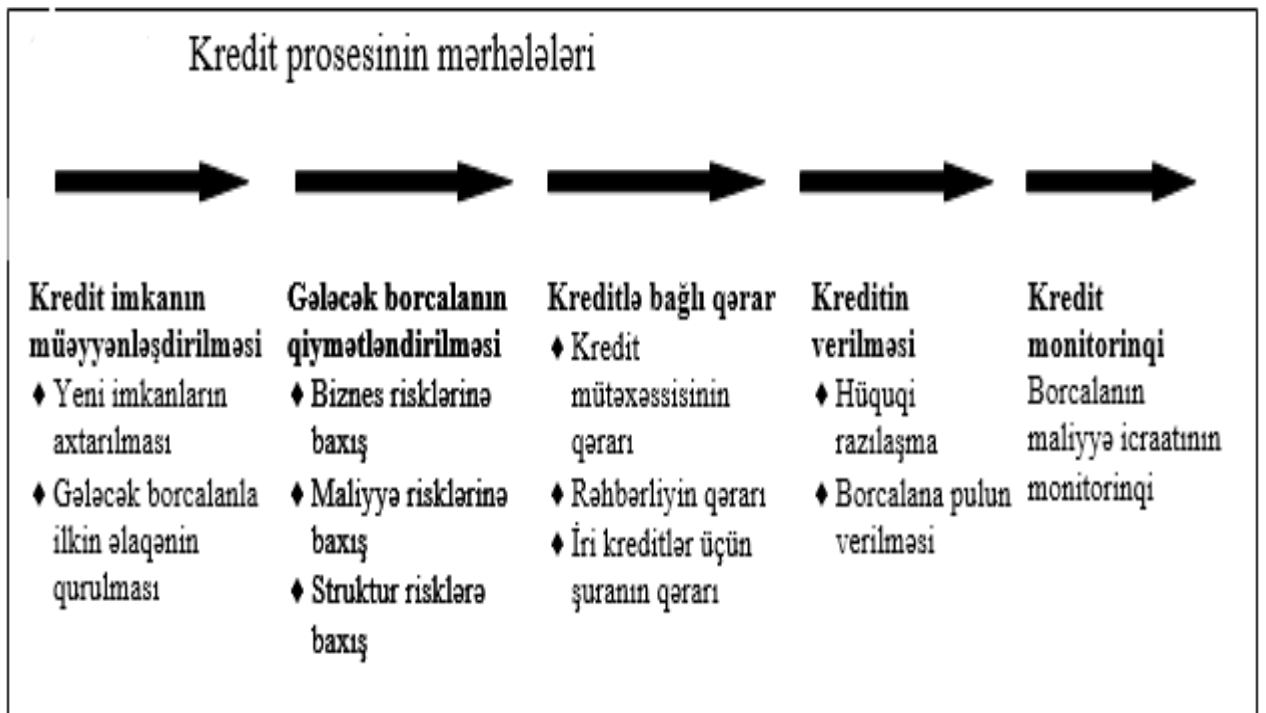 Kredit prosesinin mərhələləri
Kredit imkanın
müəyyənləşdirilməsi
♦ Yeni imkanların
axtarılması
♦ Gələcək borcalanla
ilkin əlaqənin
qurulması
Gələcək borcalanın
qiymətləndirilməsi
♦ Biznes risklərinə
baxış
♦ Maliyyə risklərinə
baxış
♦ Struktur risklərə
baxış
Kreditlə bağlı qərar
♦ Kredit
mütəxəssisinin
qərarı
♦ Rəhbərliyin qərarı
♦ İri kreditlər üçün
şuranın qərarı
Kreditin
verilməsi
♦ Hüquqi
razılaşma
♦ Borcalana pulun
verilməsi
Kredit
monitorinqi
Borcalanın
maliyyə icraatının
monitorinqi